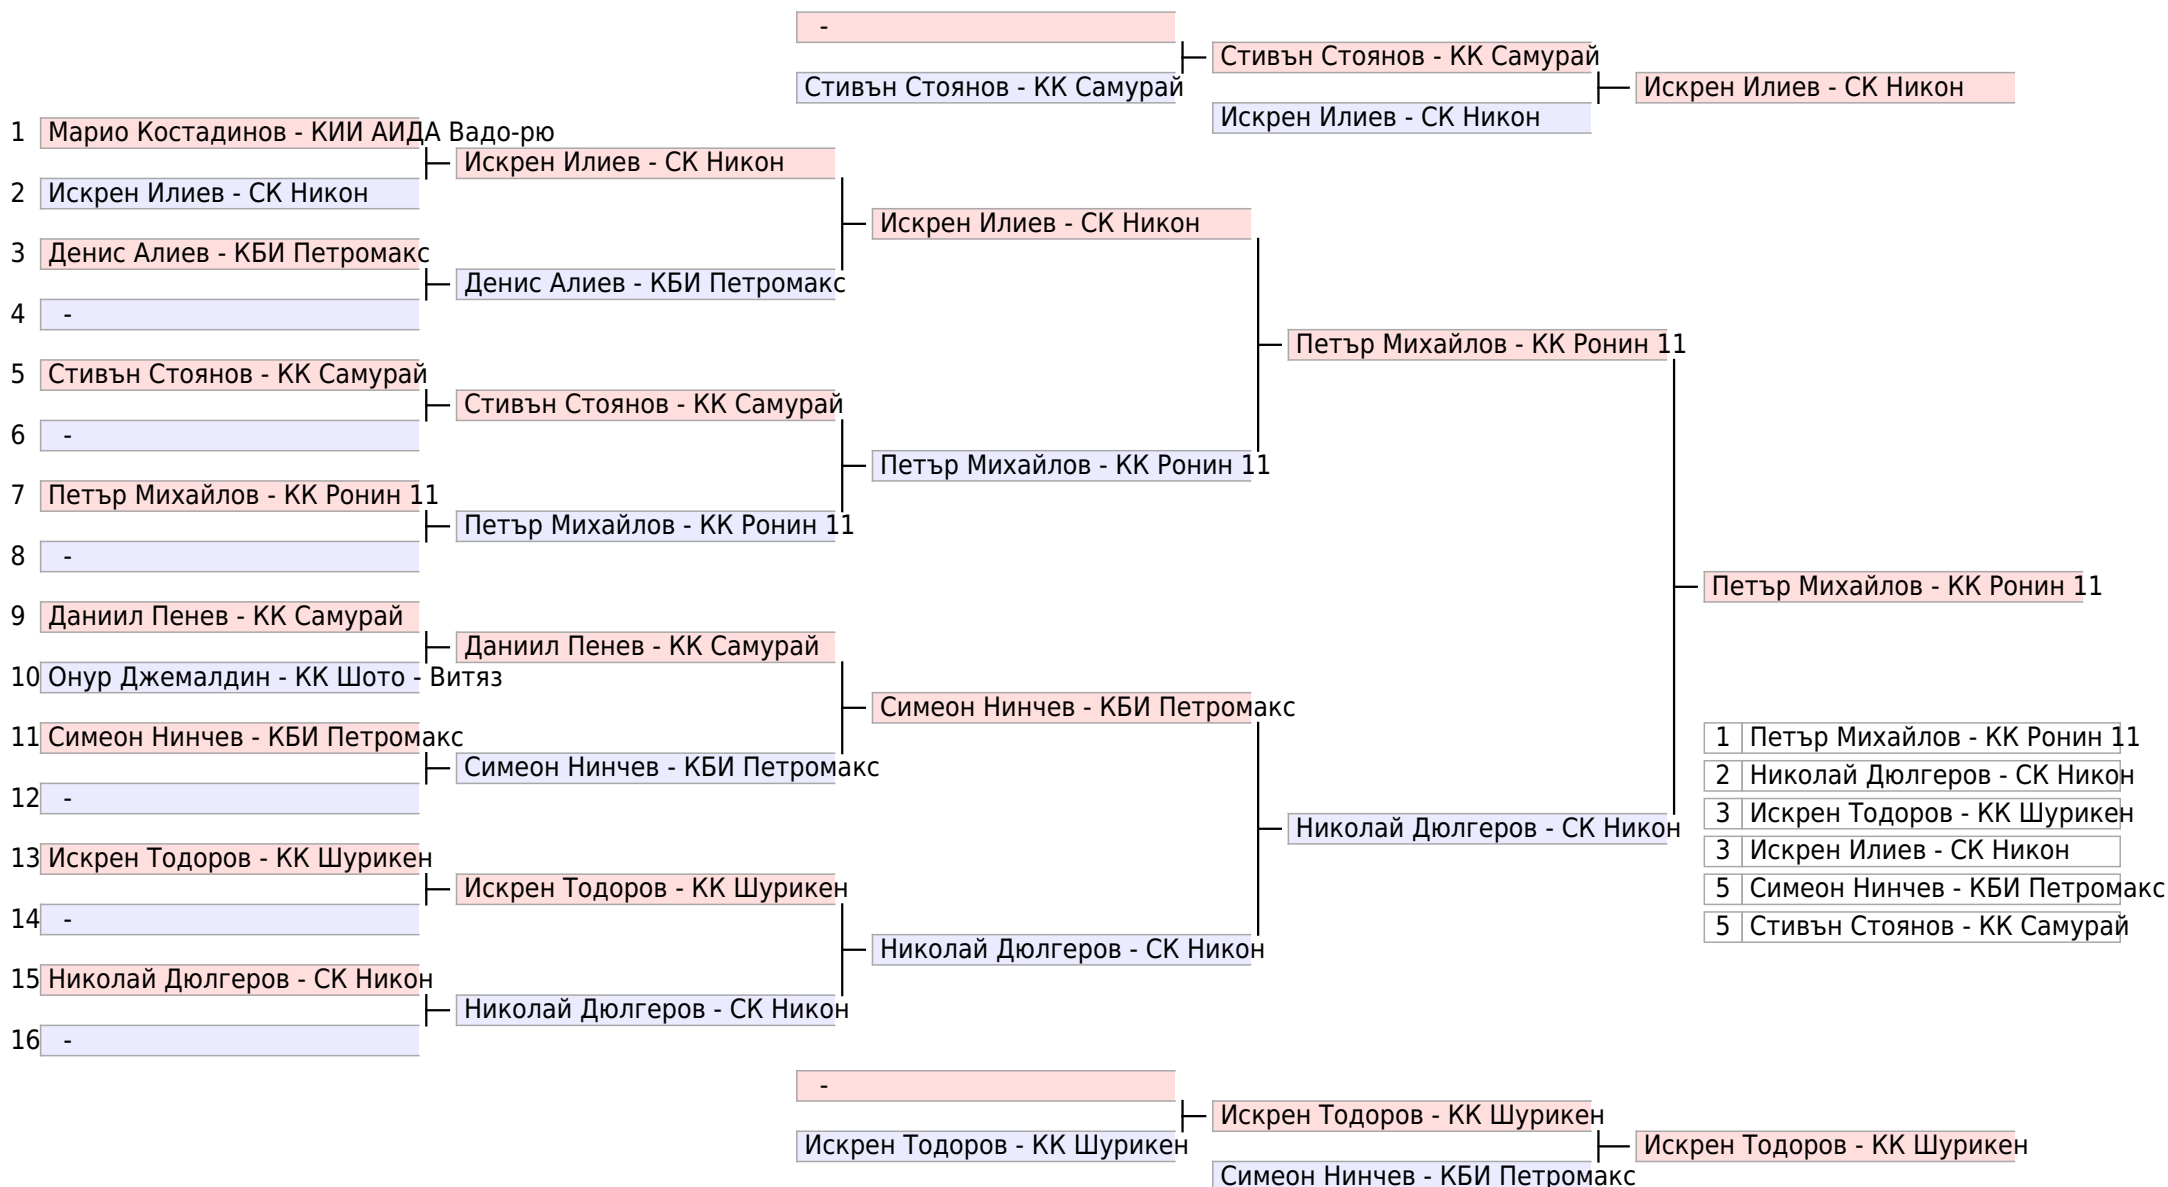 -
Стивън Стоянов - КК Самурай
Стивън Стоянов - КК Самурай
Искрен Илиев - СК Никон
Искрен Илиев - СК Никон
1 Марио Костадинов - КИИ АИДА Вадо-рю
Искрен Илиев - СК Никон
2 Искрен Илиев - СК Никон
Искрен Илиев - СК Никон
3 Денис Алиев - КБИ Петромакс
Денис Алиев - КБИ Петромакс
4 -
Петър Михайлов - КК Ронин 11
5 Стивън Стоянов - КК Самурай
Стивън Стоянов - КК Самурай
6 -
Петър Михайлов - КК Ронин 11
7 Петър Михайлов - КК Ронин 11
Петър Михайлов - КК Ронин 11
8 -
Петър Михайлов - КК Ронин 11
9 Даниил Пенев - КК Самурай
Даниил Пенев - КК Самурай
10 Онур Джемалдин - КК Шото - Витяз
Симеон Нинчев - КБИ Петромакс
11 Симеон Нинчев - КБИ Петромакс
Симеон Нинчев - КБИ Петромакс
12 -
Николай Дюлгеров - СК Никон
13 Искрен Тодоров - КК Шурикен
Искрен Тодоров - КК Шурикен
14 -
Николай Дюлгеров - СК Никон
15 Николай Дюлгеров - СК Никон
Николай Дюлгеров - СК Никон
16 -
1 Петър Михайлов - КК Ронин 11
2 Николай Дюлгеров - СК Никон
3 Искрен Тодоров - КК Шурикен
3 Искрен Илиев - СК Никон
5 Симеон Нинчев - КБИ Петромакс
5 Стивън Стоянов - КК Самурай
-
Искрен Тодоров - КК Шурикен
Искрен Тодоров - КК Шурикен
Искрен Тодоров - КК Шурикен
Симеон Нинчев - КБИ Петромакс